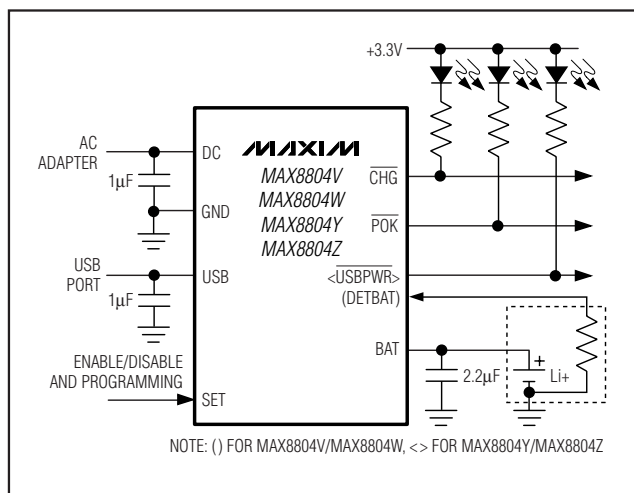 +3.3V
AC
ADAPTER
1µF
DC
GND
USB
PORT
1µF
USB
ENABLE/DISABLE
AND PROGRAMMING
SET
MAXIM
MAX8804V
MAX8804W
MAX8804Y
MAX8804Z
CHG
POK
<USBPWR>
(DETBAT)
BAT
2.2µF
+
Li+
NOTE: () FOR MAX8804V/MAX8804W, <> FOR MAX8804Y/MAX8804Z